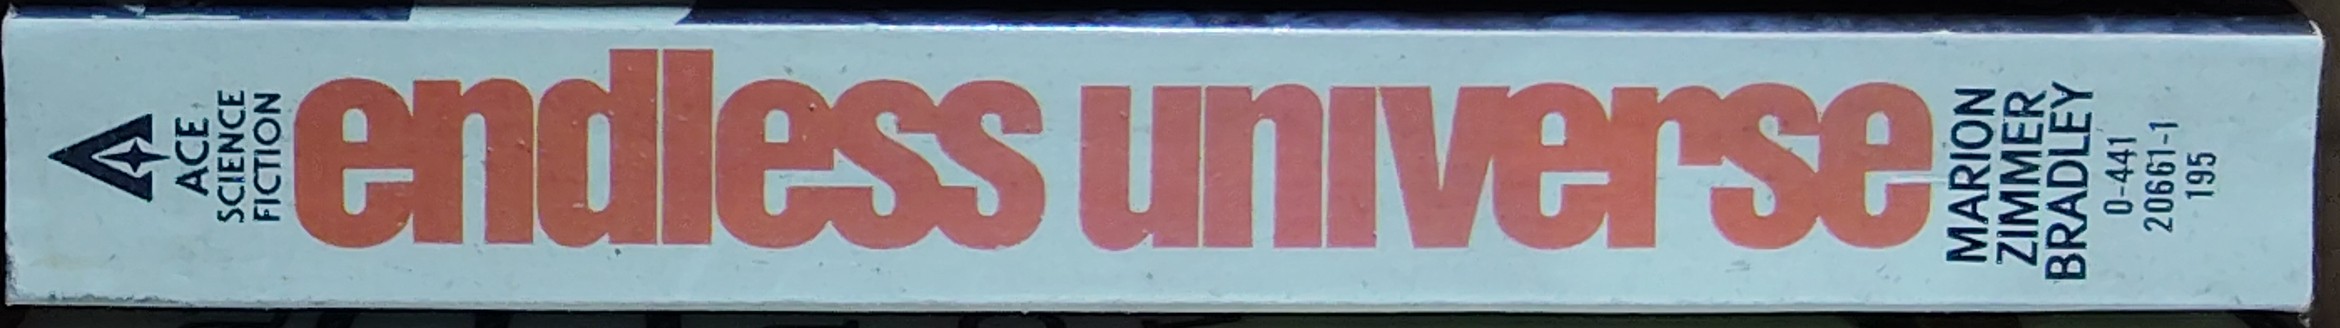 ACE
SCIENCE
FICTION
endless universe
MARION
ZIMMER
BRADLEY
0-441
20661-1
195